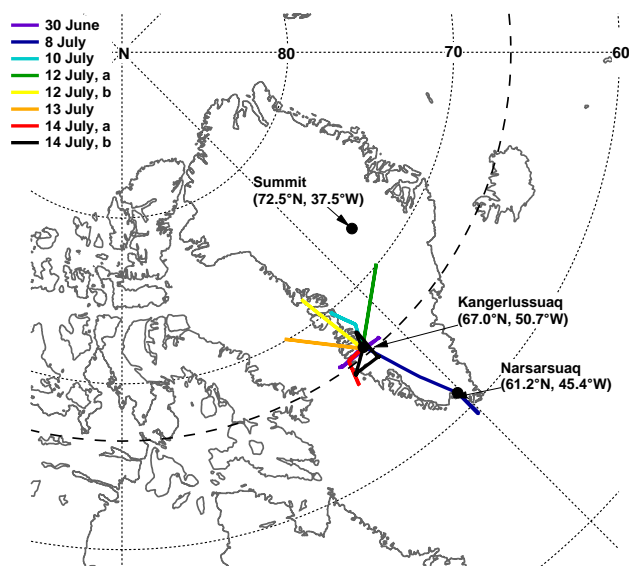 30 June
8 July
10 July
12 July, a
12 July, b
13 July
14 July, a
14 July, b
N
80
70
60
Summit
(72.5°N, 37.5°W)
Kangerlussuaq
(67.0°N, 50.7°W)
Narsarsuaq
(61.2°N, 45.4°W)